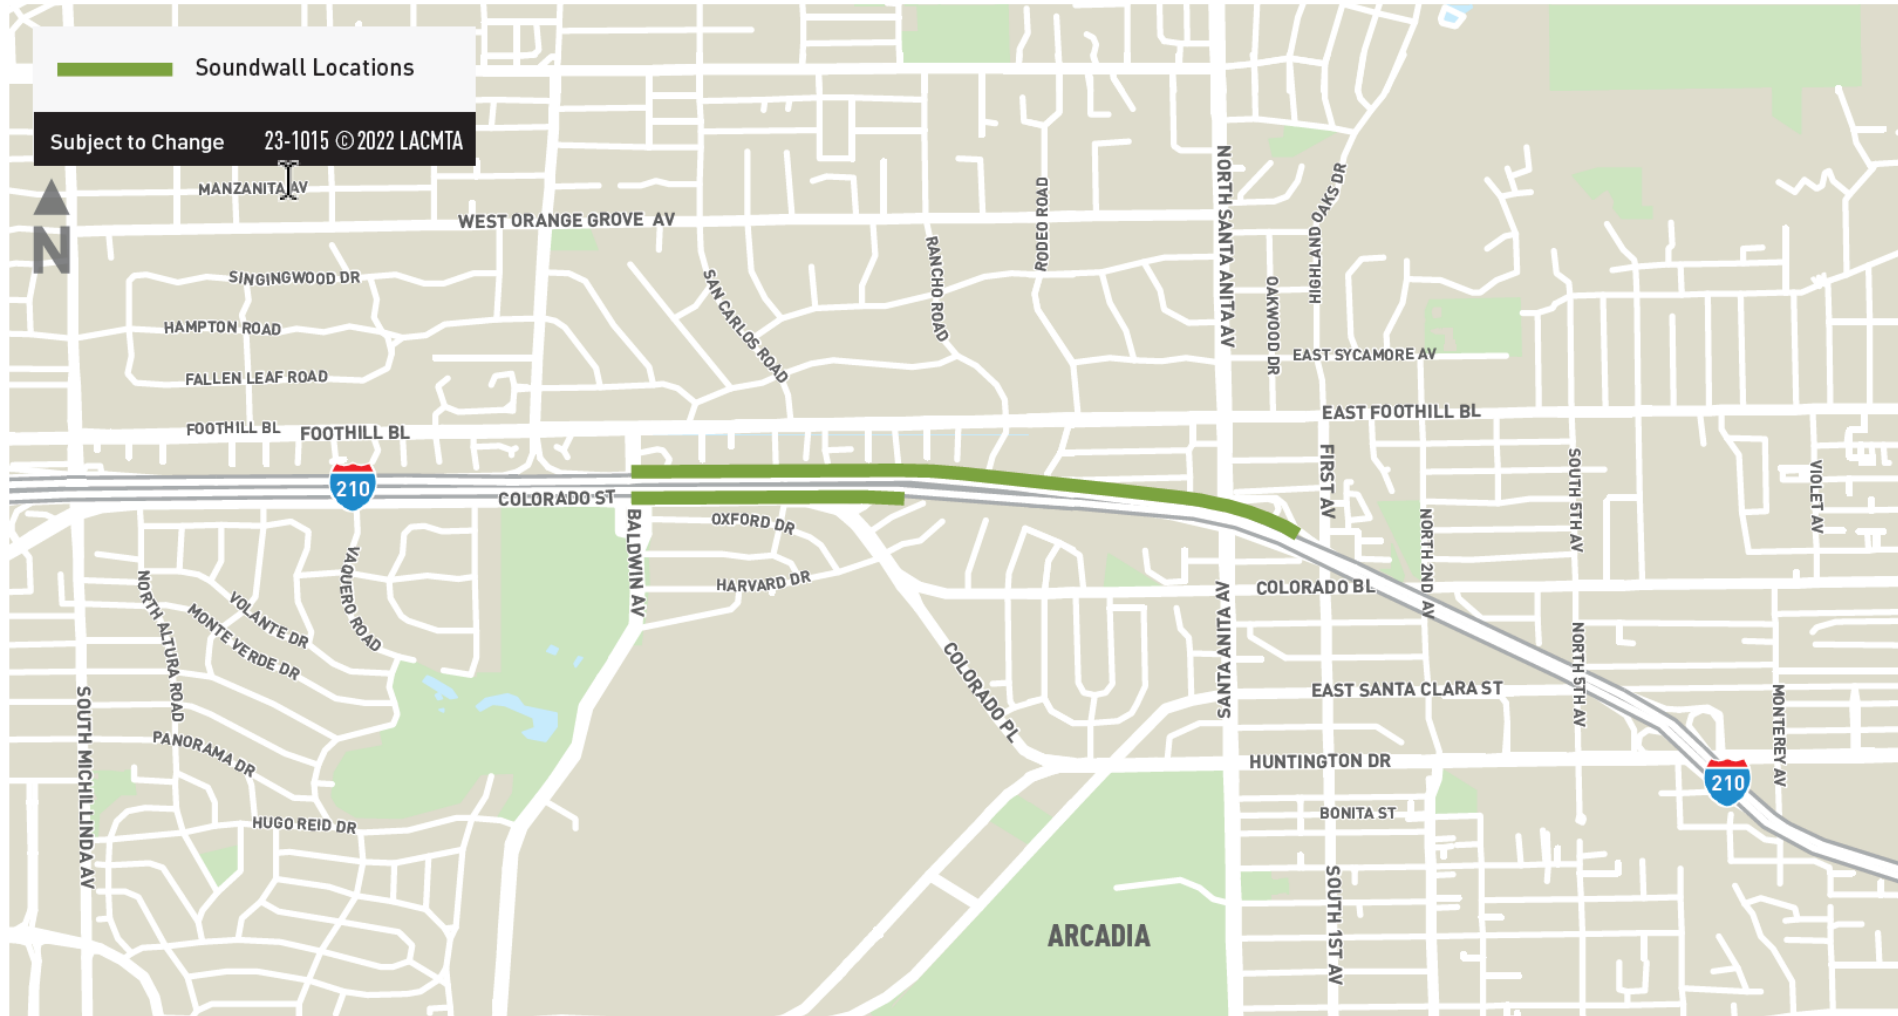 Soundwall Locations
Subject to Change 23-1015 © 2022 LACMTA
N
MANZANITA AV
WEST ORANGE GROVE AV
SINGINGWOOD DR
HAMPTON ROAD
FALLEN LEAF ROAD
FOOTHILL BL
FOOTHILL BL
210
COLORADO ST
SAN CARLOS ROAD
RANCHO ROAD
RODEO ROAD
NORTH SANTA ANITA AV
OAKWOOD DR
HIGHLAND OAKS DR
EAST SYCAMORE AV
EAST FOOTHILL BL
FIRST AV
SOUTH 5TH AV
VIOLET AV
NORTH 2ND AV
OXFORD DR
BALDWIN AV
HARVARD DR
VAQUERO ROAD
VOLANTE DR
MONTE VERDE DR
NORTH ALTURA ROAD
COLORADO BL
SANTA ANITA AV
COLORADO PL
EAST SANTA CLARA ST
NORTH 5TH AV
MONTEREY AV
SOUTH MICHILLINDA AV
PANORAMA DR
HUNTINGTON DR
210
HUGO REID DR
BONITA ST
SOUTH 1ST AV
ARCADIA